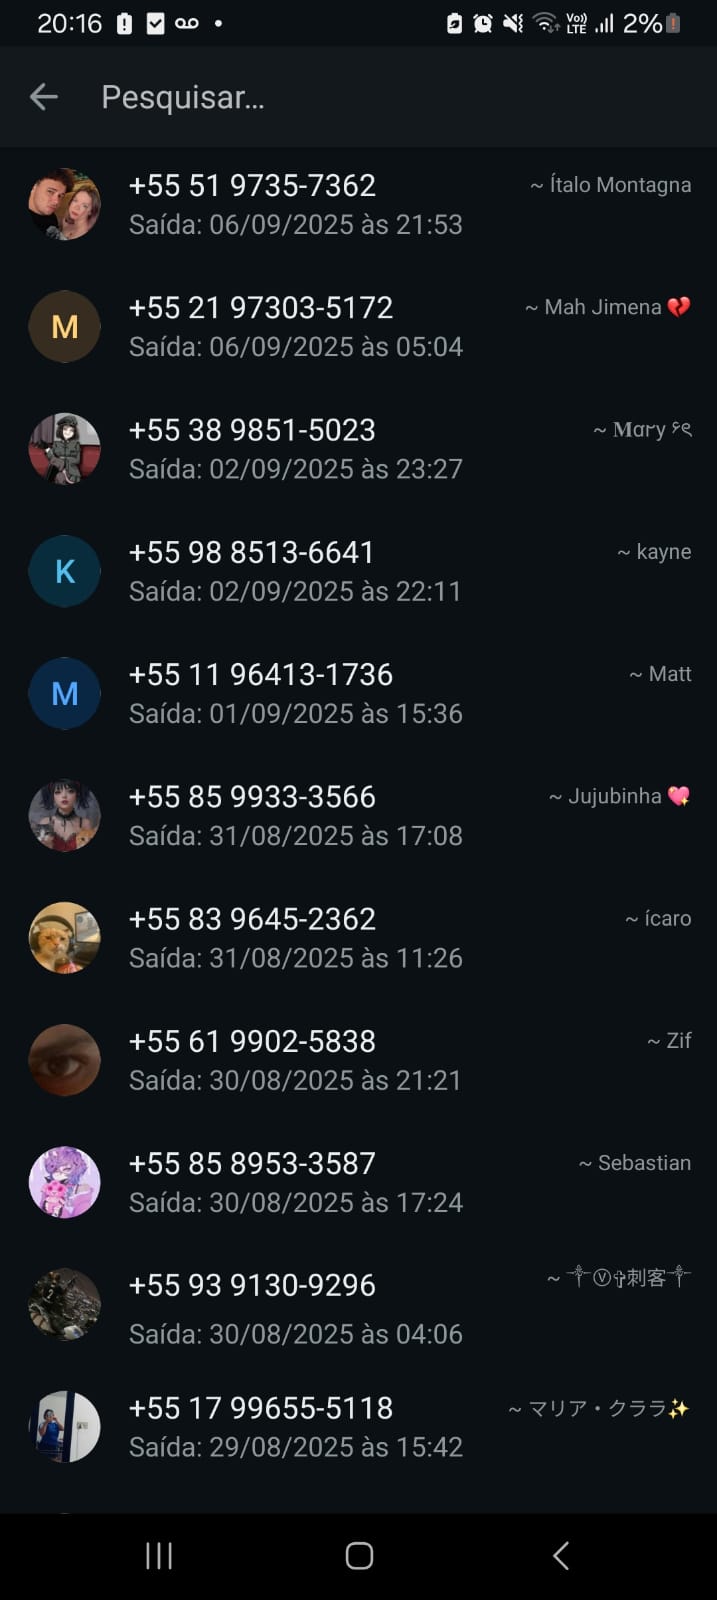 20:16
Vo)) LTE 2%
Pesquisar...
+55 51 9735-7362 ~ Ítalo Montagna
Saída: 06/09/2025 às 21:53
M
+55 21 97303-5172 ~ Mah Jimena 💔
Saída: 06/09/2025 às 05:04
+55 38 9851-5023 ~ 𝐌ɑry
Saída: 02/09/2025 às 23:27
K
+55 98 8513-6641 ~ kayne
Saída: 02/09/2025 às 22:11
M
+55 11 96413-1736 ~ Matt
Saída: 01/09/2025 às 15:36
+55 85 9933-3566 ~ Jujubinha 💖
Saída: 31/08/2025 às 17:08
+55 83 9645-2362 ~ ícaro
Saída: 31/08/2025 às 11:26
+55 61 9902-5838 ~ Zif
Saída: 30/08/2025 às 21:21
+55 85 8953-3587 ~ Sebastian
Saída: 30/08/2025 às 17:24
+55 93 9130-9296 ~ ༒ⓥ✞刺客༒
Saída: 30/08/2025 às 04:06
+55 17 99655-5118 ~ マリア・クララ✨
Saída: 29/08/2025 às 15:42